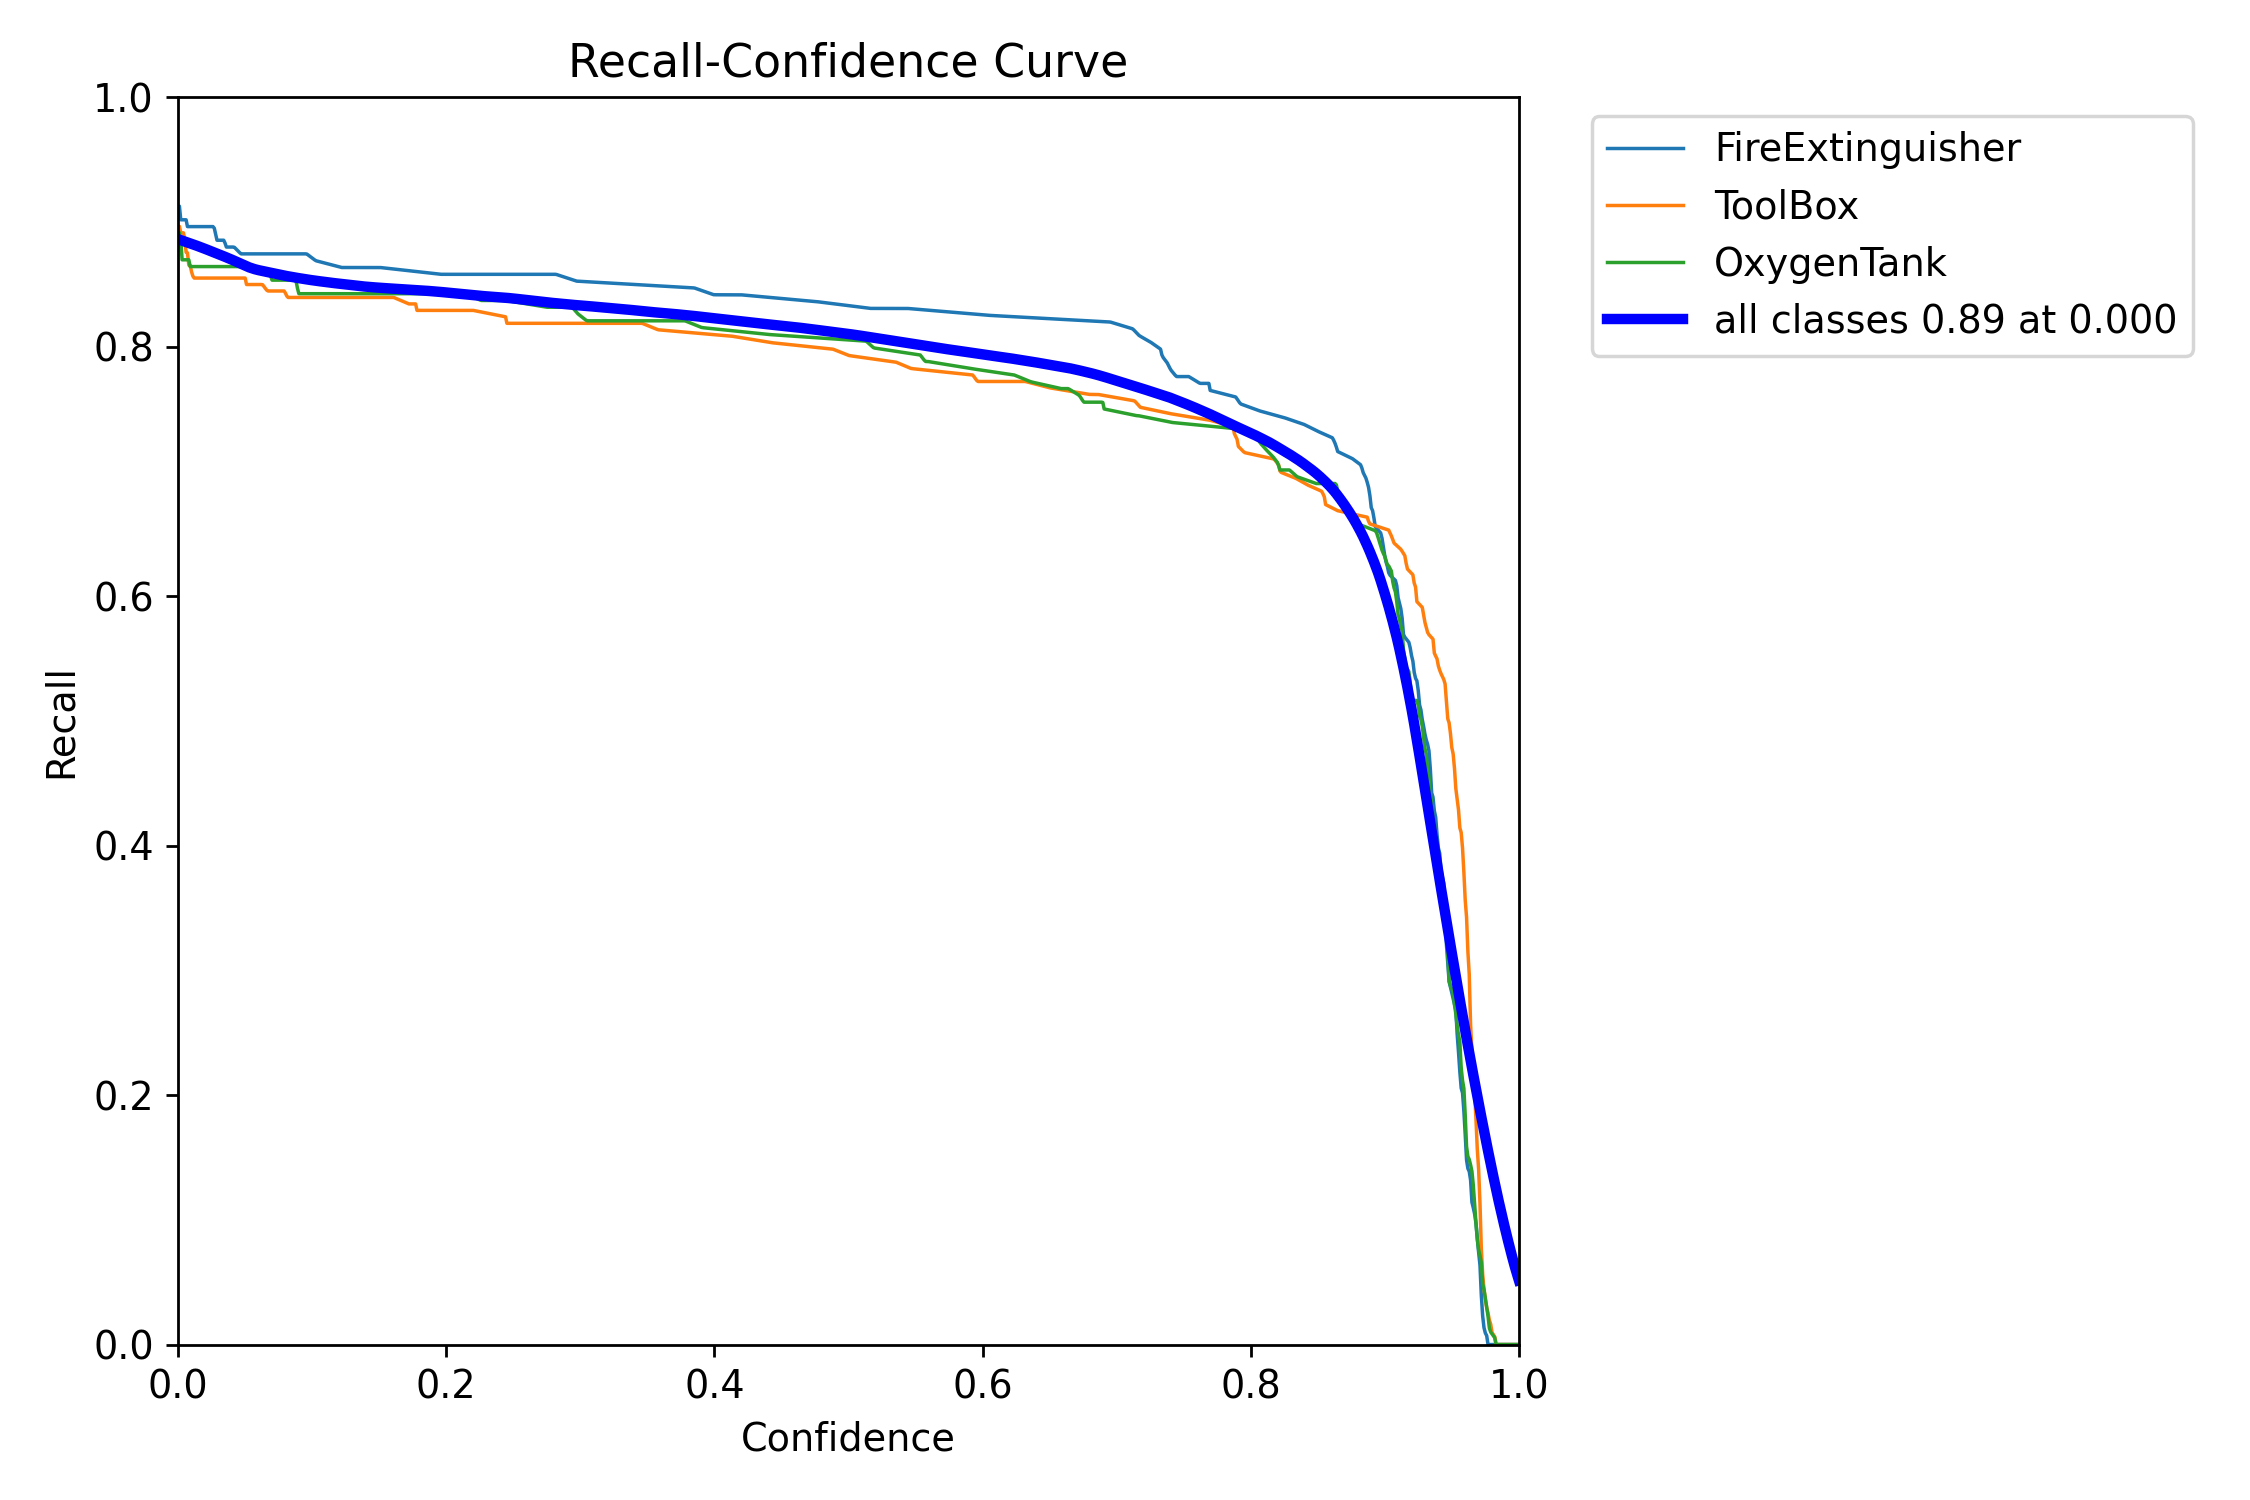 Recall-Confidence Curve
1.0
0.8
0.6
0.4
0.2
0.0
Recall
0.0 0.2 0.4 0.6 0.8 1.0
Confidence
FireExtinguisher
ToolBox
OxygenTank
all classes 0.89 at 0.000